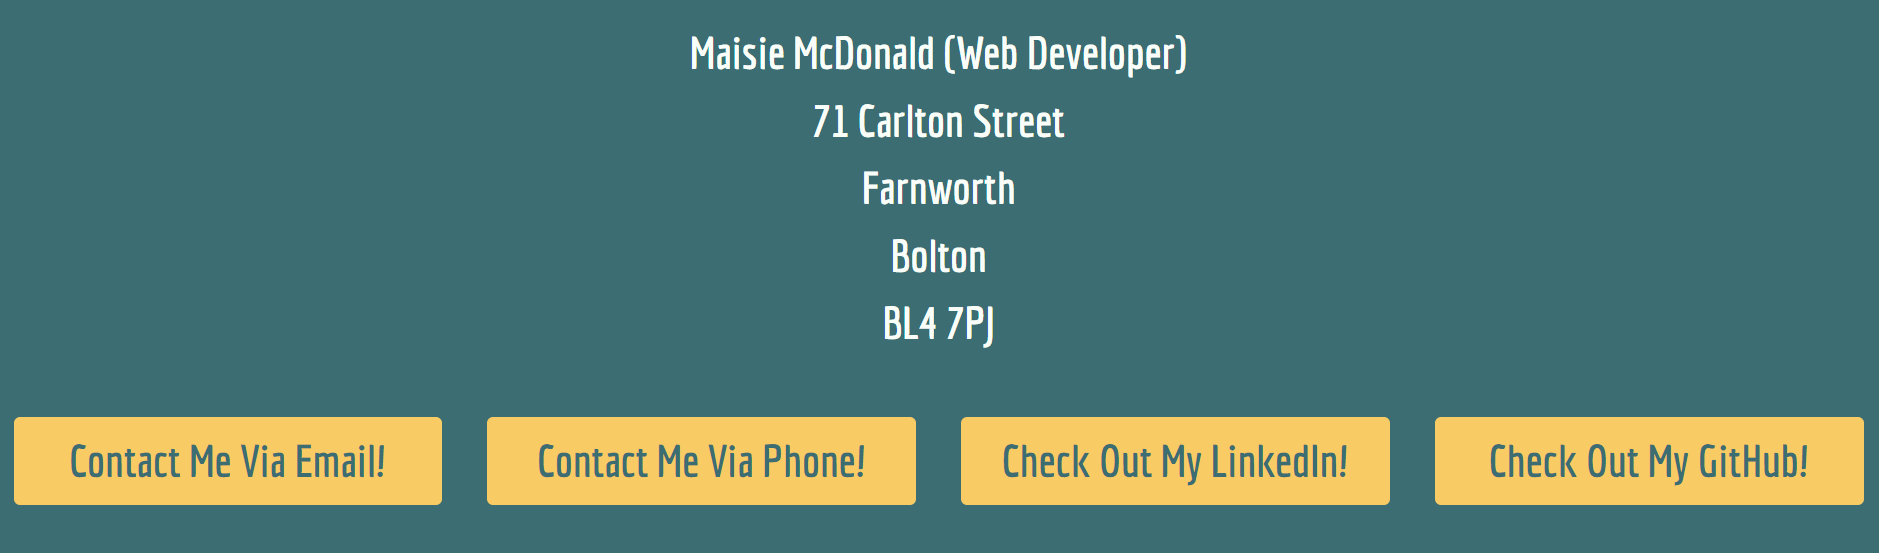 Maisie McDonald (Web Developer)
71 Carlton Street
Farnworth
Bolton
BL4 7PJ
Contact Me Via Email!
Contact Me Via Phone!
Check Out My LinkedIn!
Check Out My GitHub!